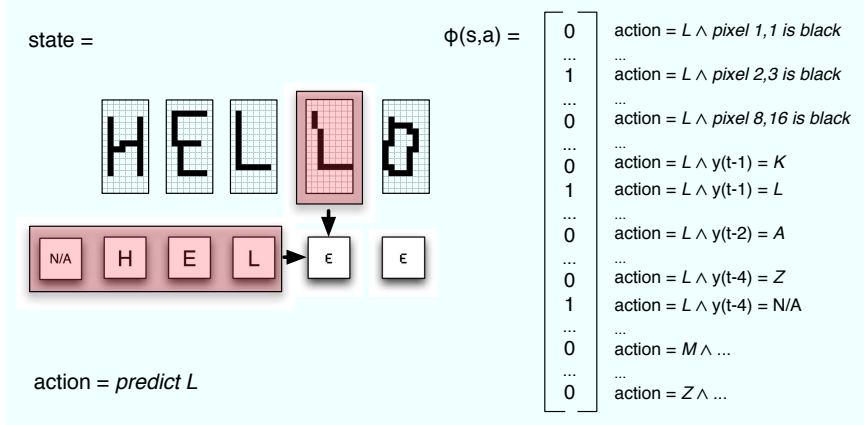 state =
H E L L O
N/A H E L ε ε
action = predict L
ϕ(s,a) =
0 action = L ∧ pixel 1,1 is black
... ...
1 action = L ∧ pixel 2,3 is black
... ...
0 action = L ∧ pixel 8,16 is black
... ...
0 action = L ∧ y(t-1) = K
1 action = L ∧ y(t-1) = L
... ...
0 action = L ∧ y(t-2) = A
... ...
0 action = L ∧ y(t-4) = Z
1 action = L ∧ y(t-4) = N/A
... ...
0 action = M ∧ ...
... ...
0 action = Z ∧ ...